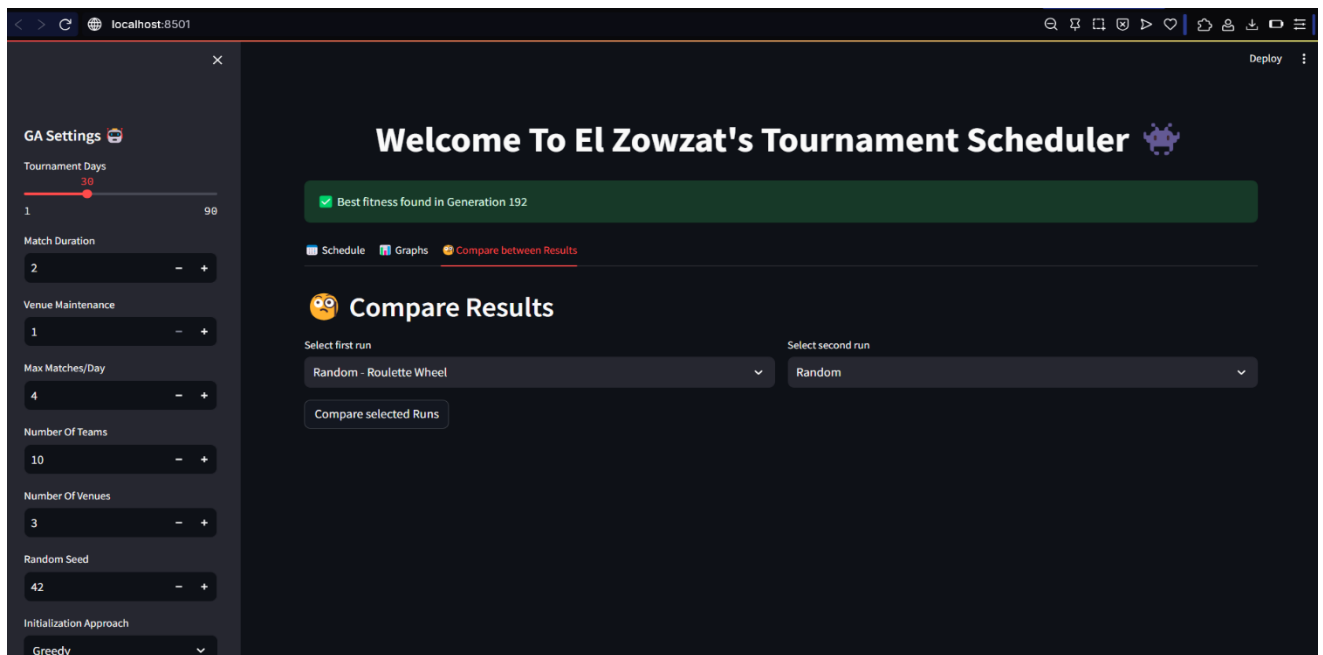 localhost:8501
Deploy
GA Settings
Tournament Days
30
1 90
Match Duration
2
Venue Maintenance
1
Max Matches/Day
4
Number Of Teams
10
Number Of Venues
3
Random Seed
42
Initialization Approach
Greedy
Welcome To El Zowzat's Tournament Scheduler
Best fitness found in Generation 192
Schedule Graphs Compare between Results
Compare Results
Select first run Select second run
Random - Roulette Wheel Random
Compare selected Runs